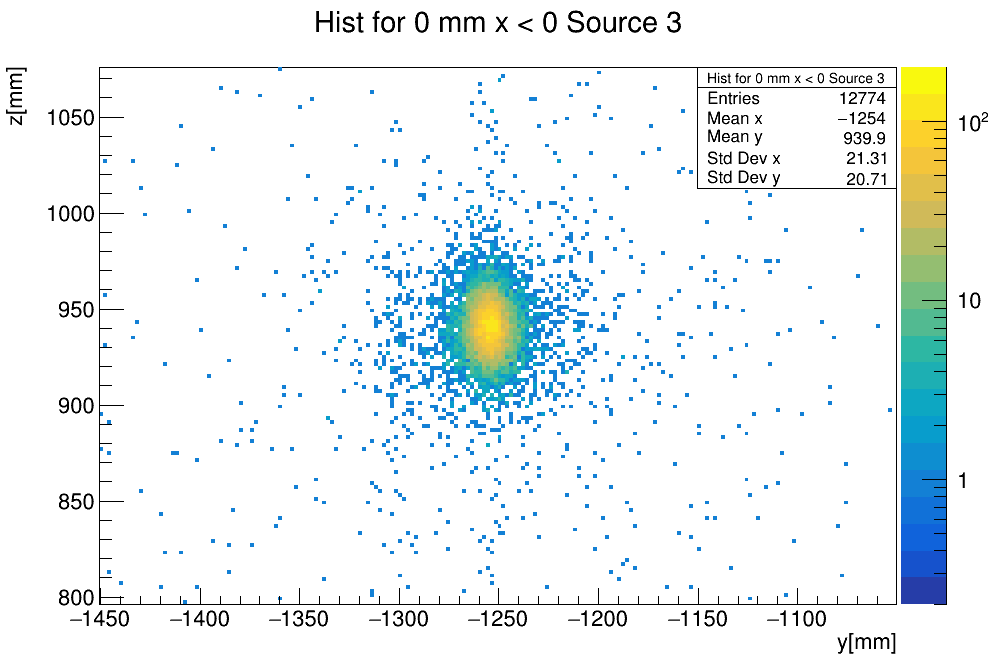 Hist for 0 mm x < 0 Source 3
z[mm]
Hist for 0 mm x < 0 Source 3
Entries 12774
Mean x −1254
Mean y 939.9
Std Dev x 21.31
Std Dev y 20.71
1050
1000
950
900
850
800
10²
10
1
−1450 −1400 −1350 −1300 −1250 −1200 −1150 −1100
y[mm]